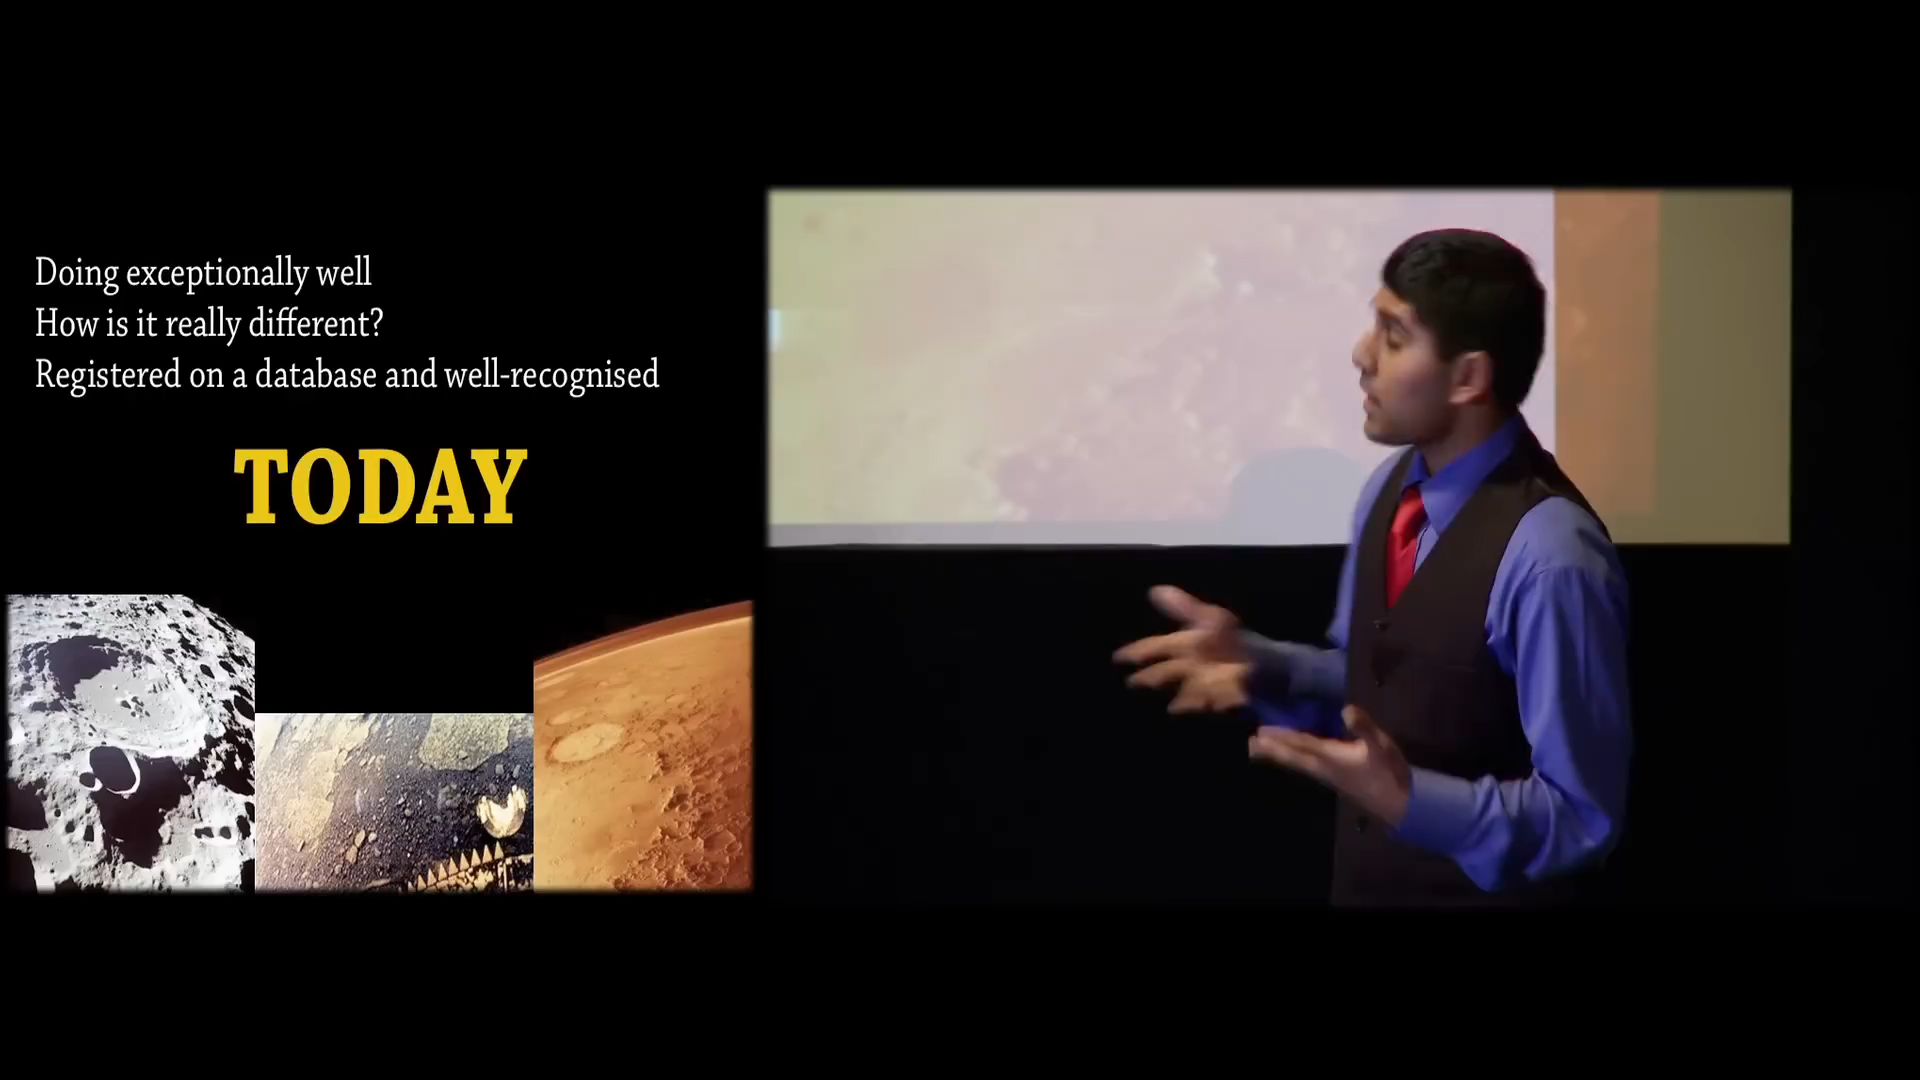 Doing exceptionally well
How is it really different?
Registered on a database and well-recognised
TODAY